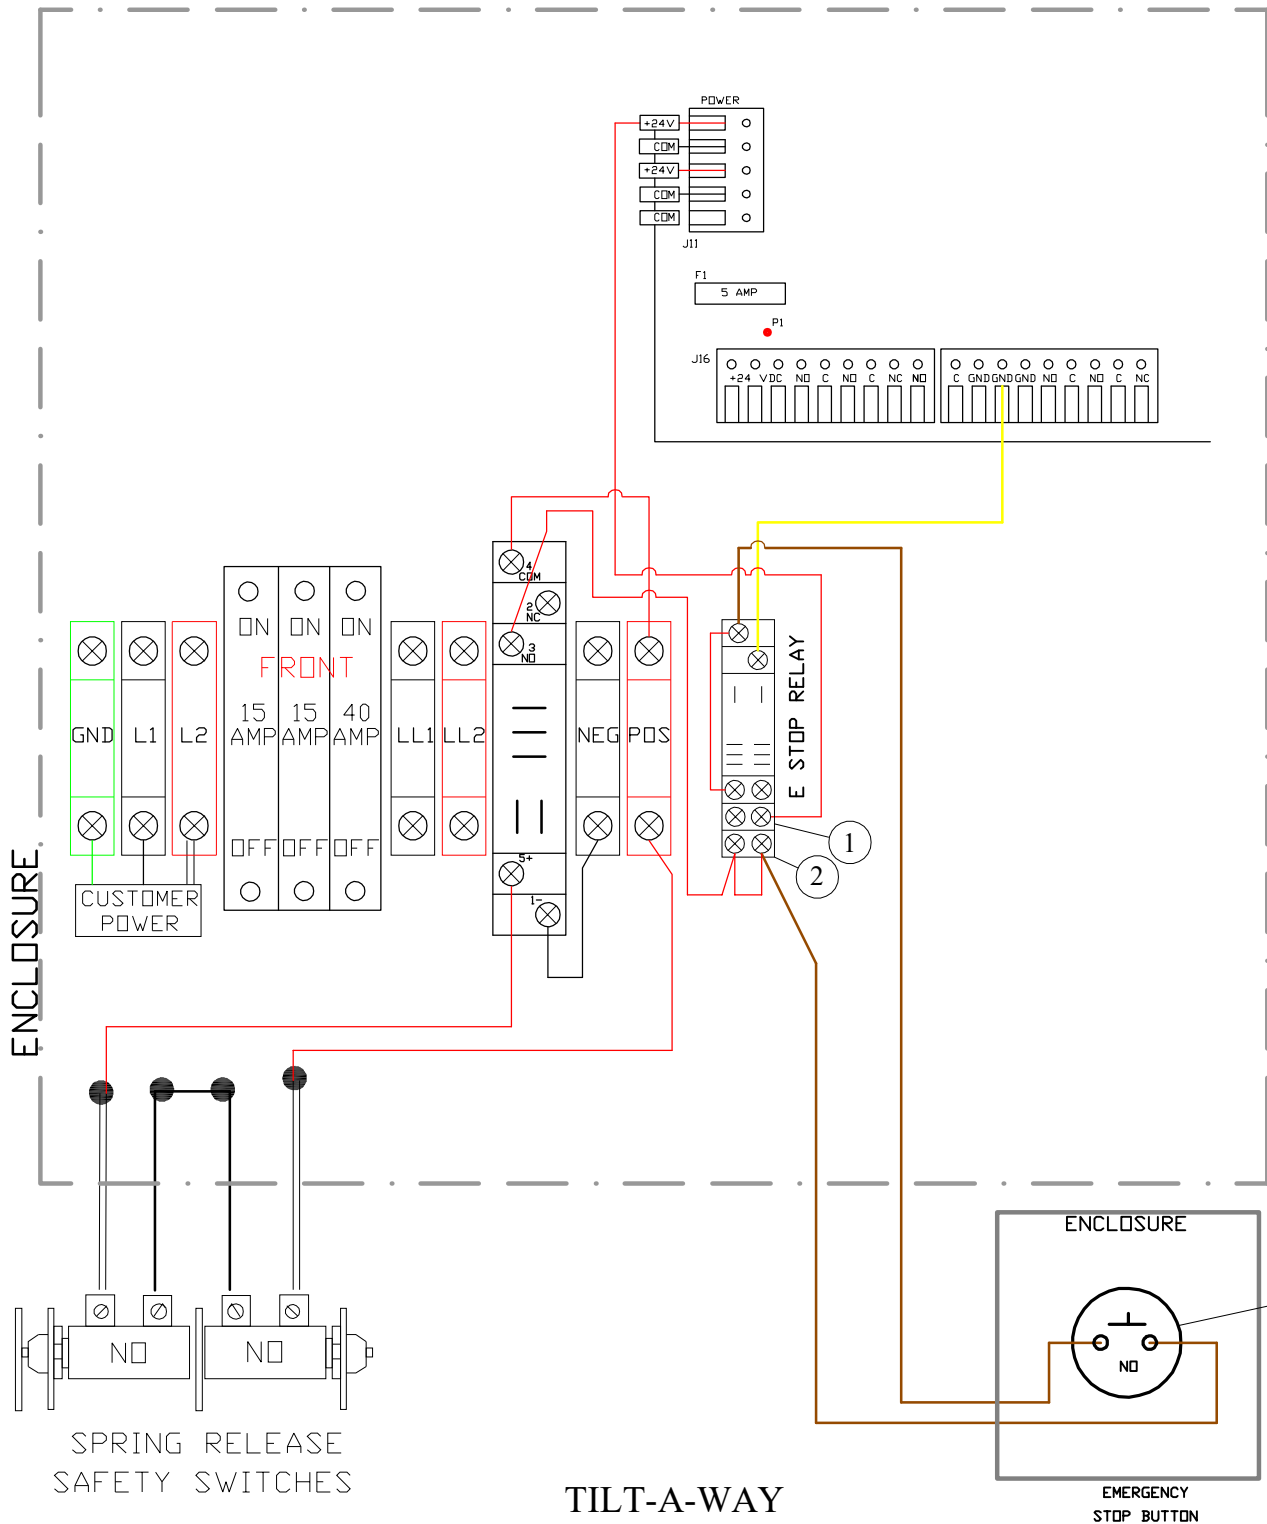 POWER
+24V
COM
+24V
COM
COM
J11
F1
5 AMP
P1
J16
+24 VDC NO C NO C NC NO
C GND GND GND NO C NO C NC
4
COM
2
NC
3
NO
ON ON ON
FRONT
15 AMP
15 AMP
40 AMP
OFF OFF OFF
GND
L1
L2
LL1
LL2
NEG
POS
5+
1-
E STOP RELAY
1
2
CUSTOMER
POWER
ENCLOSURE
NO
NO
SPRING RELEASE
SAFETY SWITCHES
ENCLOSURE
NO
EMERGENCY
STOP BUTTON
TILT-A-WAY